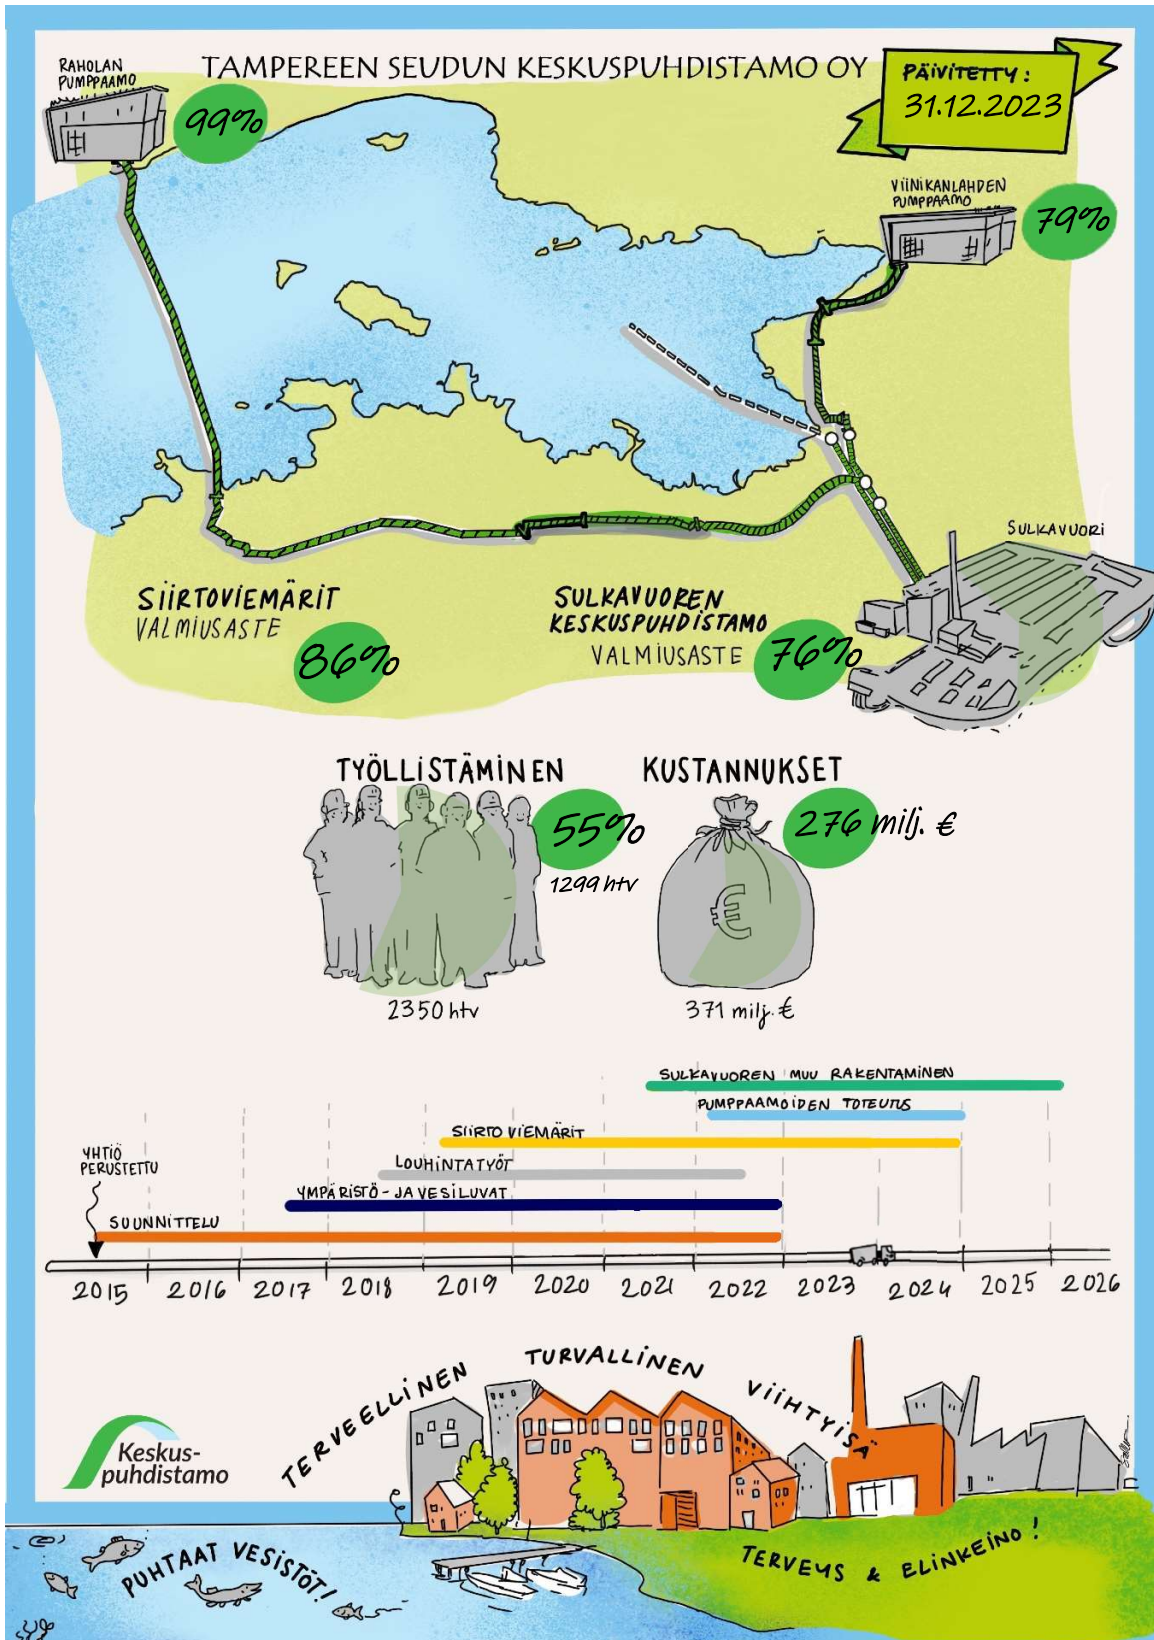 TAMPEREEN SEUDUN KESKUSPUHDISTAMO OY
PÄIVITETTY:
31.12.2023
RAHOLAN
PUMPPAAMO
99%
VIINIKANLAHDEN
PUMPPAAMO
79%
SULKAVUORI
SIIRTOVIEMÄRIT
VALMIUSASTE
86%
SULKAVUOREN
KESKUSPUHDISTAMO
VALMIUSASTE
76%
TYÖLLISTÄMINEN
55%
1299 htv
2350 htv
KUSTANNUKSET
276 milj. €
€
371 milj. €
SULKAVUOREN MUU RAKENTAMINEN
PUMPPAAMOIDEN TOTEUTUS
SIIRTOVIEMÄRIT
LOUHINTATYÖT
YMPÄRISTÖ- JA VESILUVAT
YHTIÖ
PERUSTETTU
SUUNNITTELU
2015 2016 2017 2018 2019 2020 2021 2022 2023 2024 2025 2026
TERVEELLINEN TURVALLINEN VIIHTYISÄ
Keskus-
puhdistamo
PUHTAAT VESISTÖT!
TERVEYS & ELINKEINO!